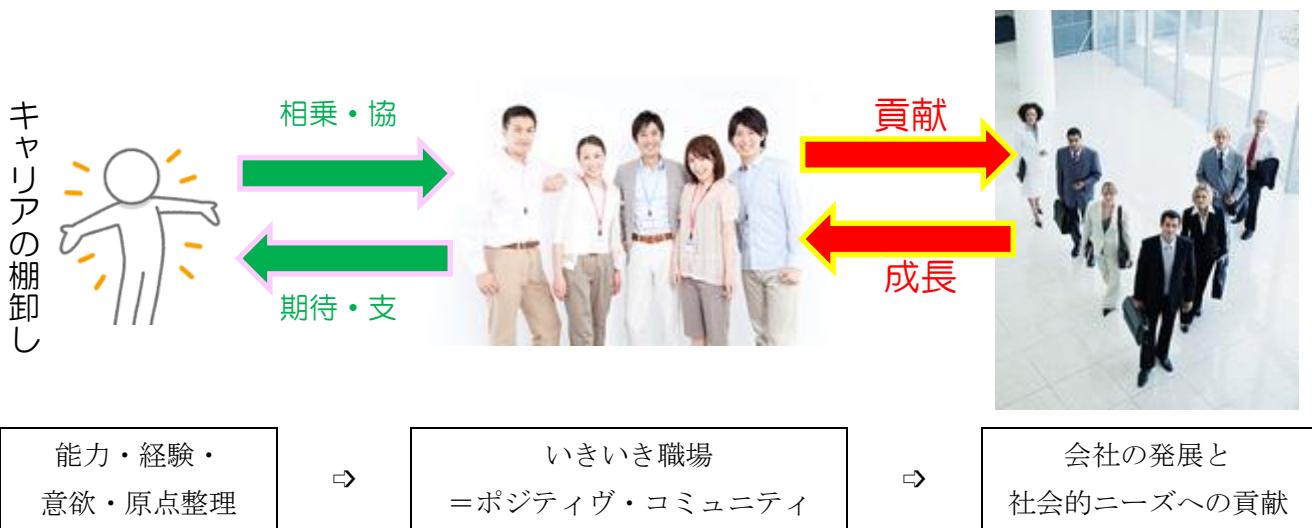 キャリアの棚卸し
相乗・協
期待・支
貢献
成長
能力・経験・
意欲・原点整理
⇨
いきいき職場
＝ポジティヴ・コミュニティ
⇨
会社の発展と
社会的ニーズへの貢献